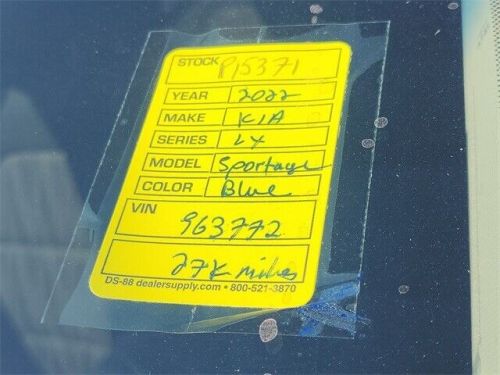 STOCK P15371
YEAR 2022
MAKE KIA
SERIES LX
MODEL Sportage
COLOR Blue
VIN
963772
27K miles
DS-88 dealersupply.com • 800-521-3870